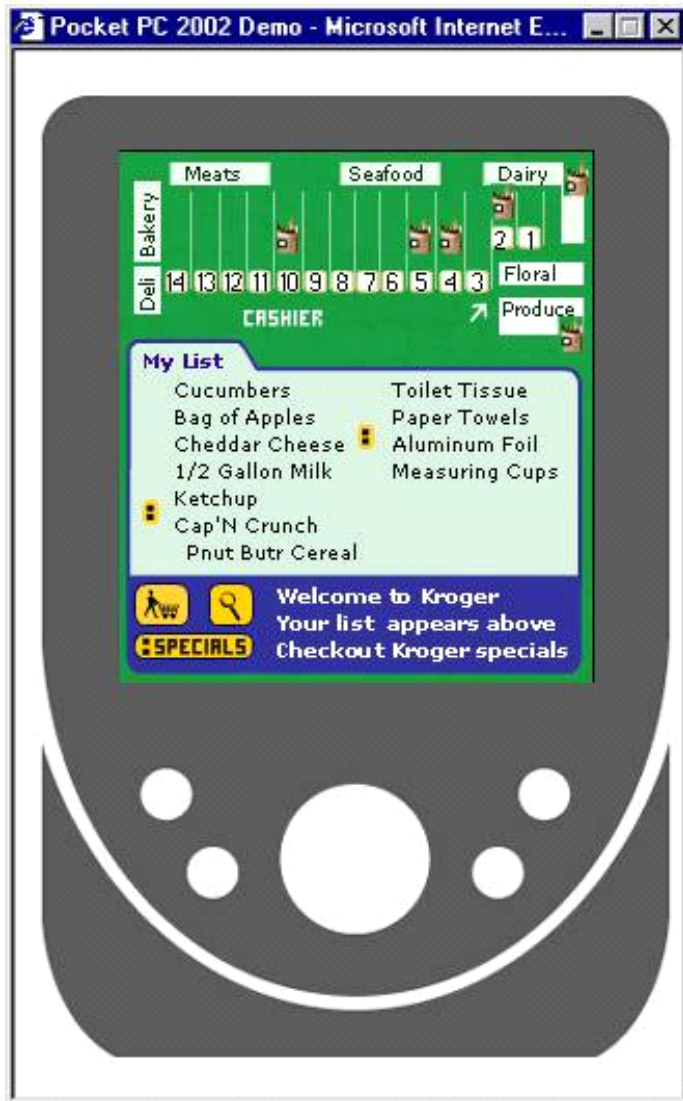 Pocket PC 2002 Demo - Microsoft Internet E...
Meats
Seafood
Dairy
Bakery
2 1
Deli
14 13 12 11 10 9 8 7 6 5 4 3
Floral
CASHIER
Produce
My List
Cucumbers
Bag of Apples
Cheddar Cheese
1/2 Gallon Milk
Ketchup
Cap'N Crunch
Pnut Butr Cereal
Toilet Tissue
Paper Towels
Aluminum Foil
Measuring Cups
Welcome to Kroger
Your list appears above
Checkout Kroger specials
SPECIALS